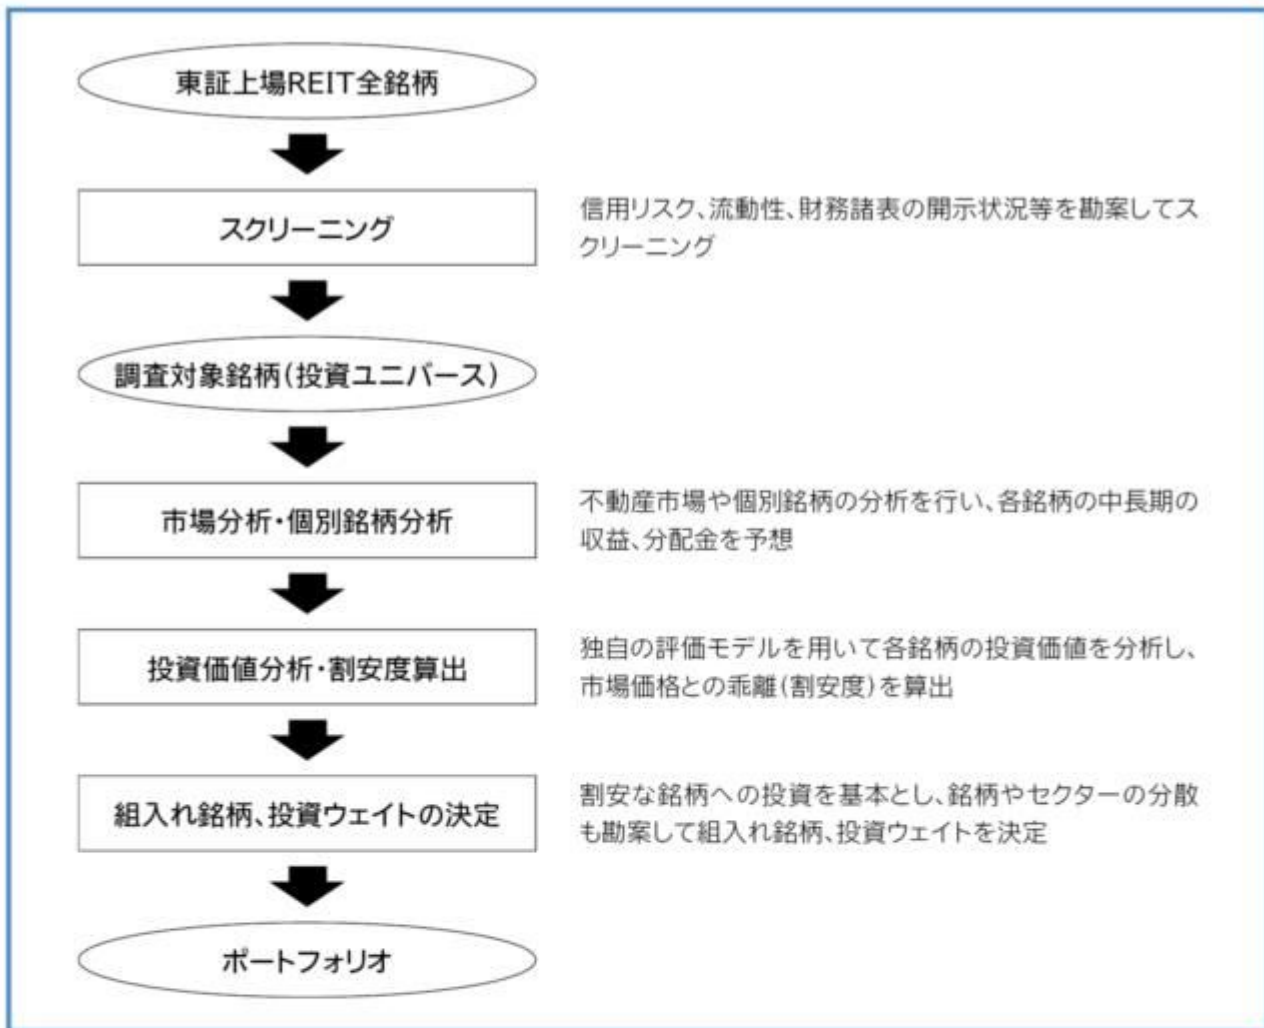 東証上場REIT全銘柄
スクリーニング
信用リスク、流動性、財務諸表の開示状況等を勘案してス
クリーニング
調査対象銘柄(投資ユニバース)
市場分析・個別銘柄分析
不動産市場や個別銘柄の分析を行い、各銘柄の中長期の
収益、分配金を予想
投資価値分析・割安度算出
独自の評価モデルを用いて各銘柄の投資価値を分析し、
市場価格との乖離(割安度)を算出
組入れ銘柄、投資ウェイトの決定
割安な銘柄への投資を基本とし、銘柄やセクターの分散
も勘案して組入れ銘柄、投資ウェイトを決定
ポートフォリオ